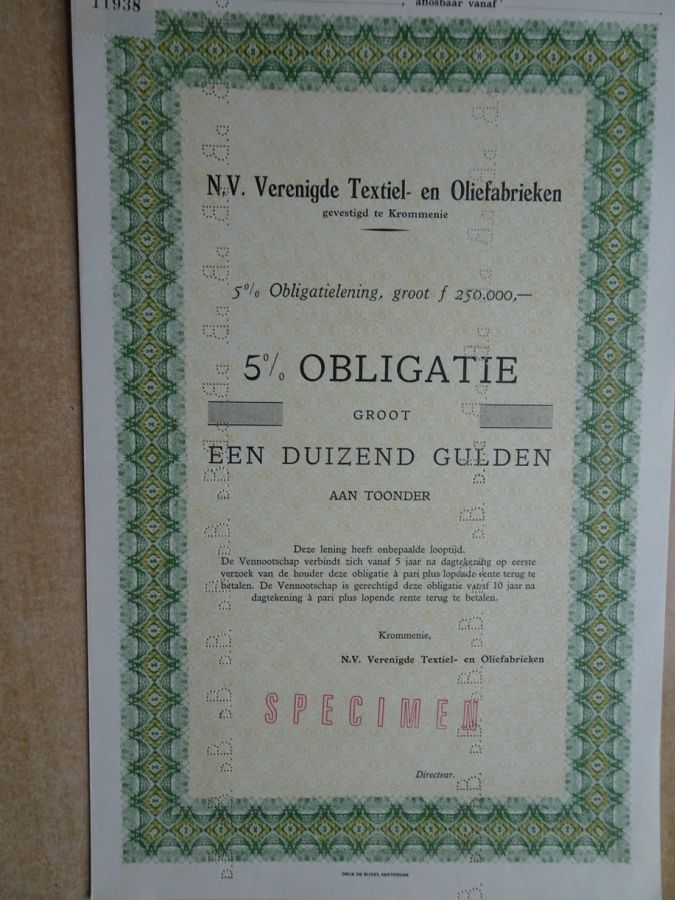 11938
, aflosbaar vanaf
N.V. Verenigde Textiel- en Oliefabrieken
gevestigd te Krommenie
5% Obligatielening, groot f 250.000,—
5% OBLIGATIE
GROOT
EEN DUIZEND GULDEN
AAN TOONDER
Deze lening heeft onbepaalde looptijd.
De Vennootschap verbindt zich vanaf 5 jaar na dagtekening op eerste
verzoek van de houder deze obligatie à pari plus lopende rente terug te
betalen. De Vennootschap is gerechtigd deze obligatie vanaf 10 jaar na
dagtekening à pari plus lopende rente terug te betalen.
Krommenie,
N.V. Verenigde Textiel- en Oliefabrieken
SPECIMEN
Directeur.
DRUK DE BUSSY, AMSTERDAM